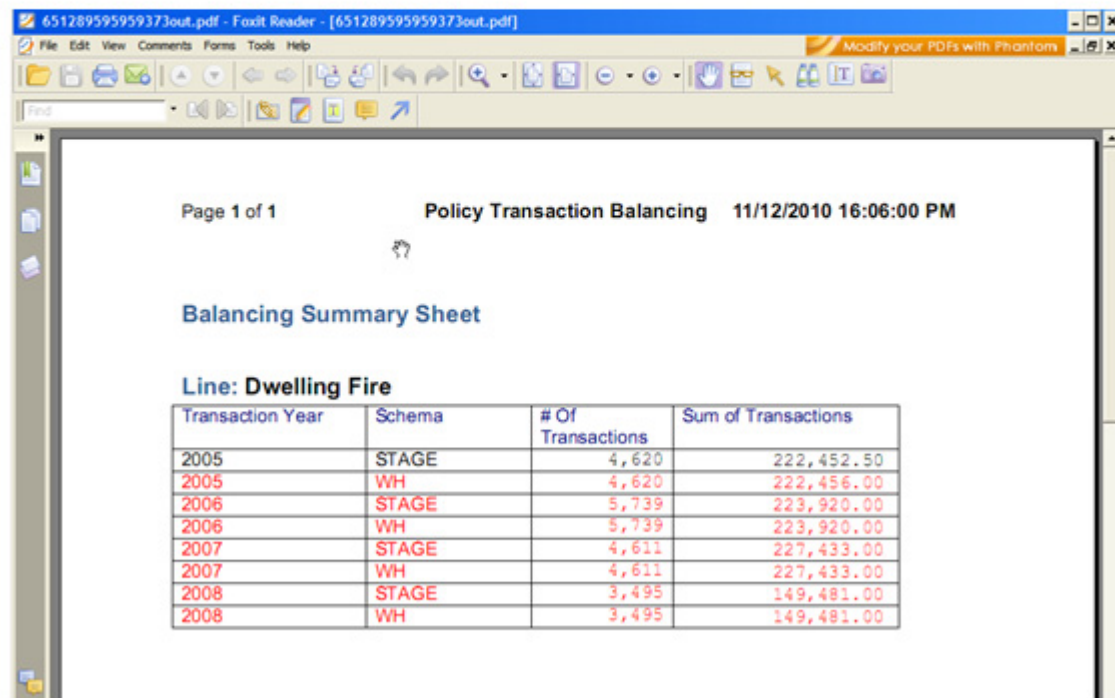 651289595959373out.pdf - Foxit Reader - [651289595959373out.pdf]
File Edit View Comments Forms Tools Help
Modify your PDFs with Phantom
Find
Page 1 of 1 Policy Transaction Balancing 11/12/2010 16:06:00 PM
Balancing Summary Sheet
Line: Dwelling Fire
Transaction Year Schema # Of Transactions Sum of Transactions
2005 STAGE 4,620 222,452.50
2005 WH 4,620 222,456.00
2006 STAGE 5,739 223,920.00
2006 WH 5,739 223,920.00
2007 STAGE 4,611 227,433.00
2007 WH 4,611 227,433.00
2008 STAGE 3,495 149,481.00
2008 WH 3,495 149,481.00